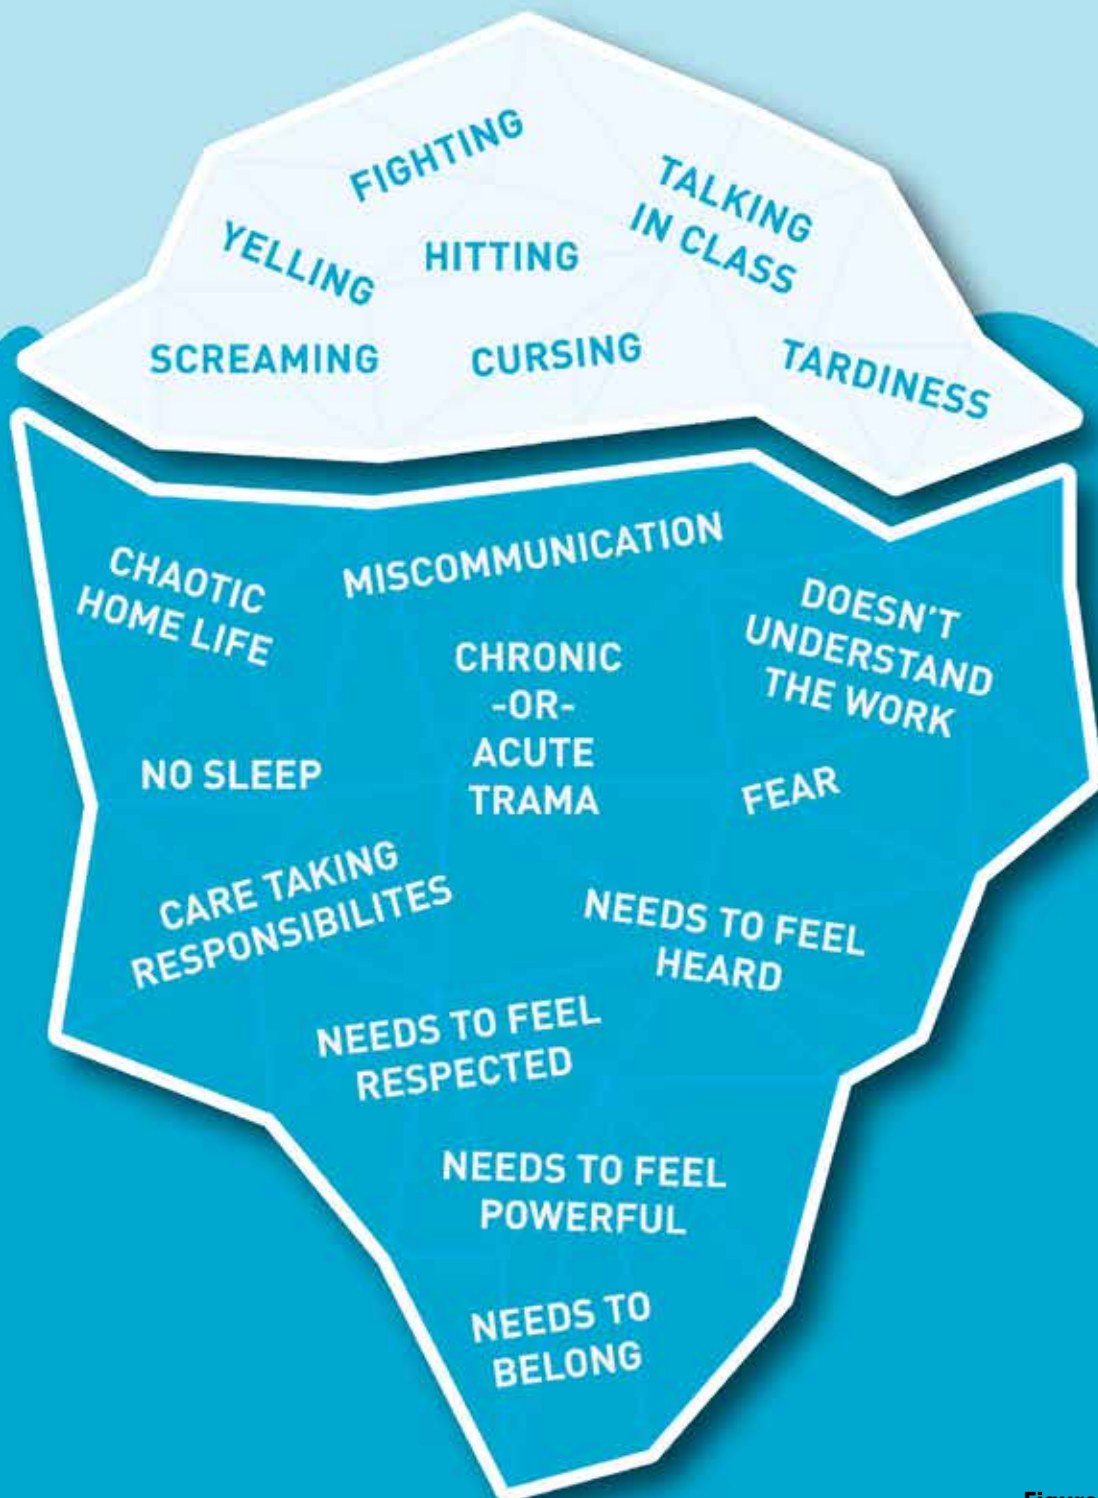 FIGHTING
TALKING
IN CLASS
YELLING
HITTING
SCREAMING
CURSING
TARDINESS
CHAOTIC
HOME LIFE
MISCOMMUNICATION
DOESN'T
UNDERSTAND
THE WORK
CHRONIC
-OR-
ACUTE
TRAMA
NO SLEEP
FEAR
CARE TAKING
RESPONSIBILITES
NEEDS TO FEEL
HEARD
NEEDS TO FEEL
RESPECTED
NEEDS TO FEEL
POWERFUL
NEEDS TO
BELONG